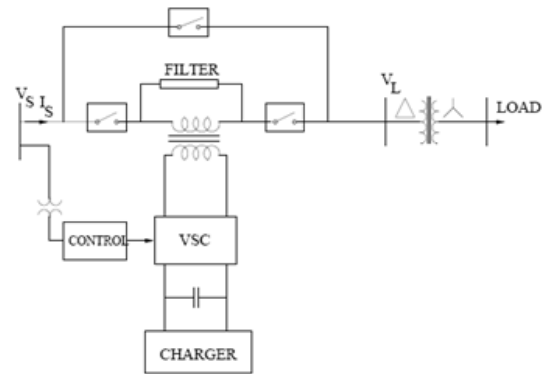 FILTER
V_S I_S
V_L
LOAD
CONTROL
VSC
CHARGER